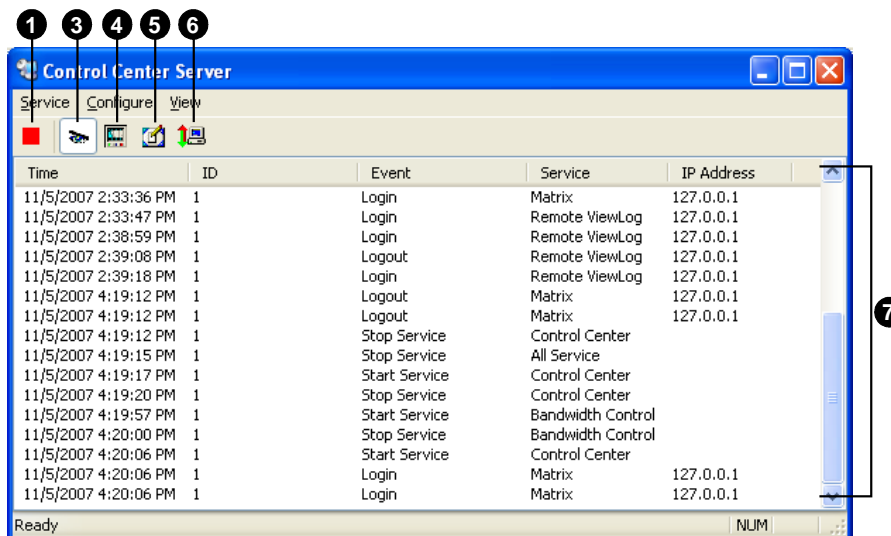 1 3 4 5 6
Control Center Server
Service Configure View
Time ID Event Service IP Address
11/5/2007 2:33:36 PM 1 Login Matrix 127.0.0.1
11/5/2007 2:33:47 PM 1 Login Remote ViewLog 127.0.0.1
11/5/2007 2:38:59 PM 1 Login Remote ViewLog 127.0.0.1
11/5/2007 2:39:08 PM 1 Logout Remote ViewLog 127.0.0.1
11/5/2007 2:39:18 PM 1 Login Remote ViewLog 127.0.0.1
11/5/2007 4:19:12 PM 1 Logout Matrix 127.0.0.1
11/5/2007 4:19:12 PM 1 Logout Matrix 127.0.0.1
7
11/5/2007 4:19:12 PM 1 Stop Service Control Center
11/5/2007 4:19:15 PM 1 Stop Service All Service
11/5/2007 4:19:17 PM 1 Start Service Control Center
11/5/2007 4:19:20 PM 1 Stop Service Control Center
11/5/2007 4:19:57 PM 1 Start Service Bandwidth Control
11/5/2007 4:20:00 PM 1 Stop Service Bandwidth Control
11/5/2007 4:20:06 PM 1 Start Service Control Center
11/5/2007 4:20:06 PM 1 Login Matrix 127.0.0.1
11/5/2007 4:20:06 PM 1 Login Matrix 127.0.0.1
Ready NUM